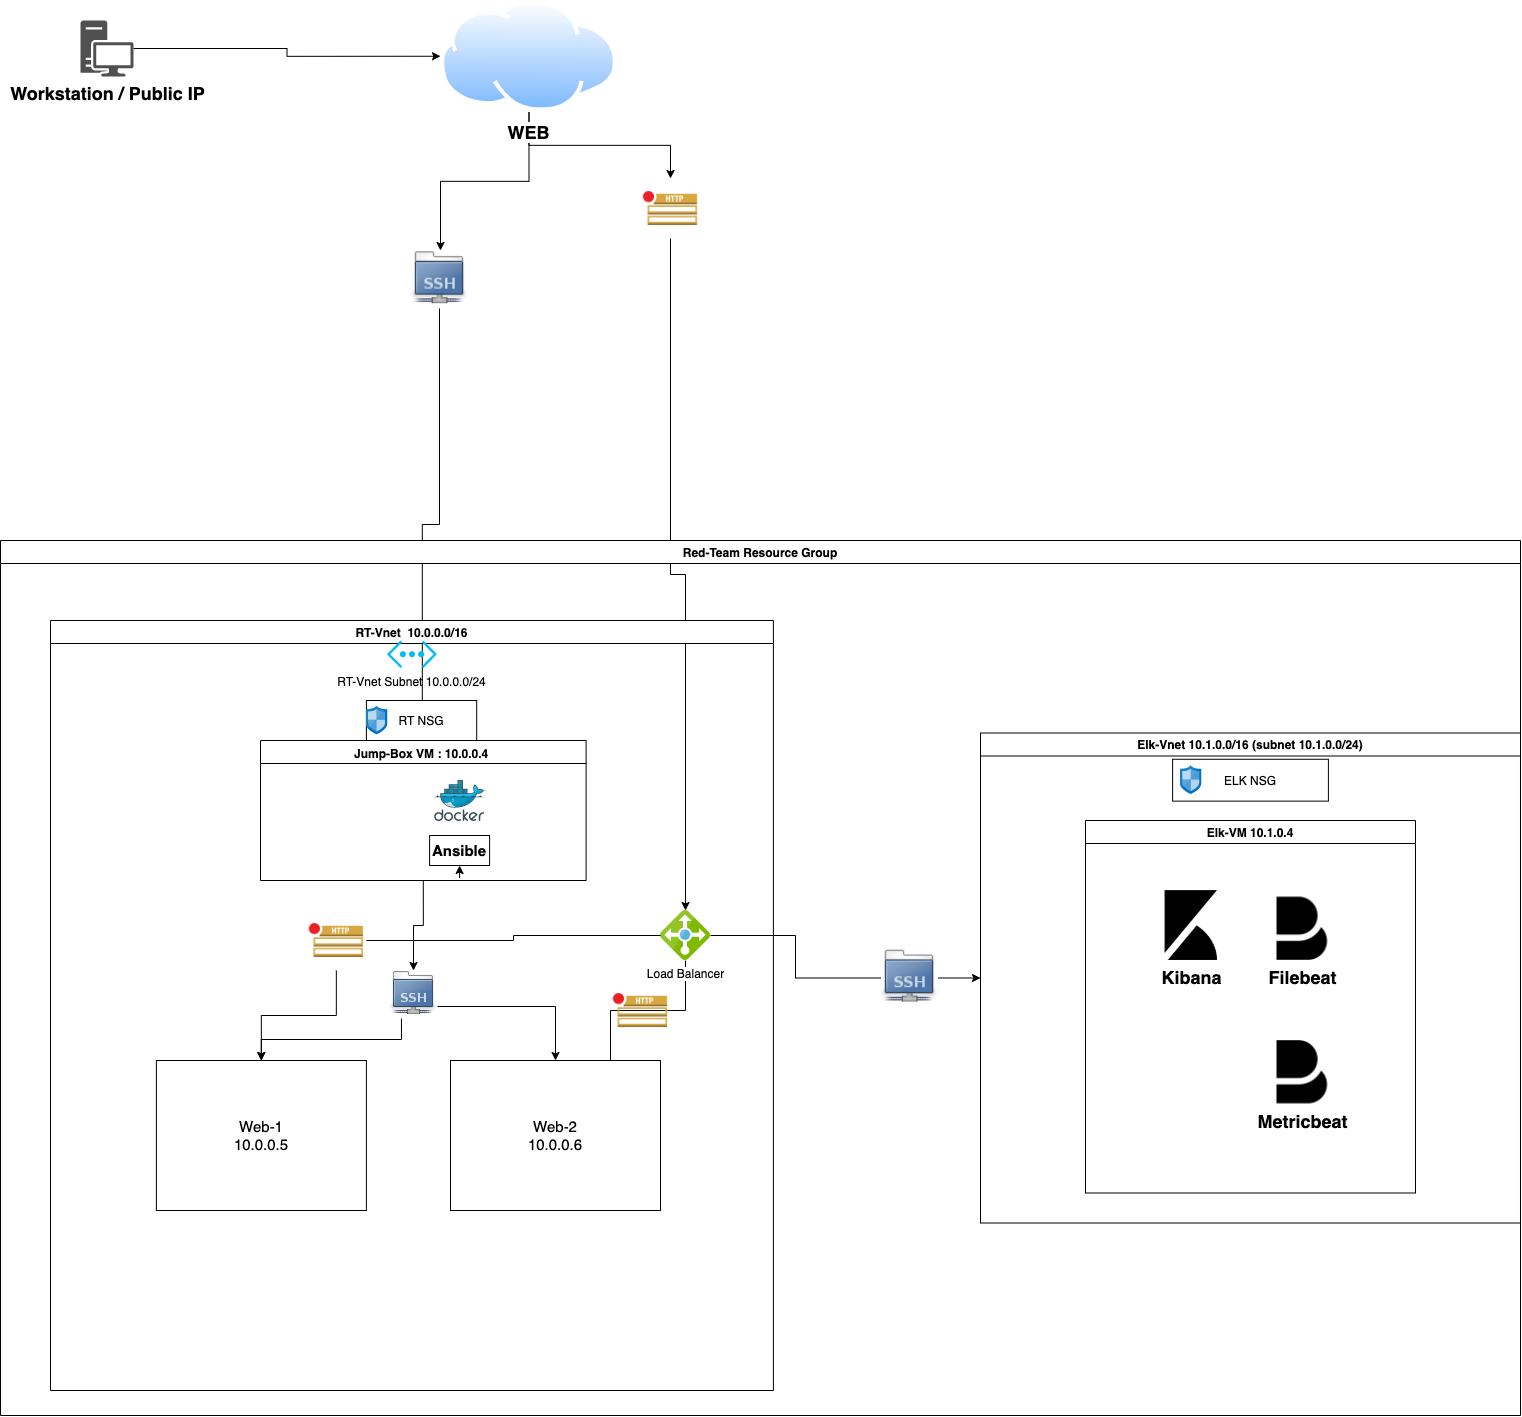 Workstation / Public IP
WEB
HTTP
SSH
Red-Team Resource Group
RT-Vnet  10.0.0.0/16
RT-Vnet Subnet 10.0.0.0/24
RT NSG
Jump-Box VM : 10.0.0.4
docker
Ansible
Elk-Vnet 10.1.0.0/16 (subnet 10.1.0.0/24)
ELK NSG
Elk-VM 10.1.0.4
Kibana
Filebeat
Metricbeat
HTTP
Load Balancer
SSH
SSH
HTTP
Web-1
10.0.0.5
Web-2
10.0.0.6